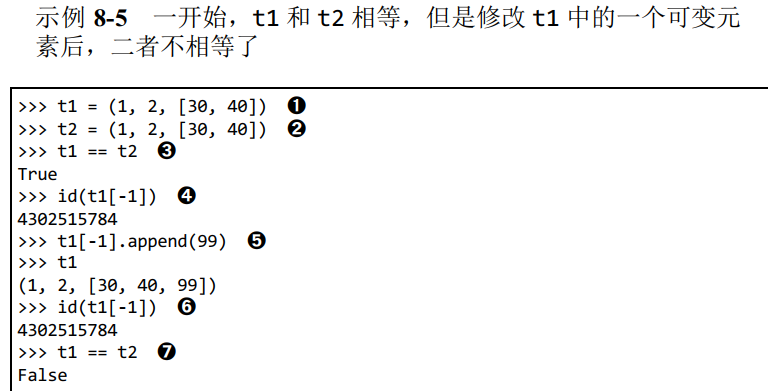 示例 8-5 一开始，t1 和 t2 相等，但是修改 t1 中的一个可变元
素后，二者不相等了
>>> t1 = (1, 2, [30, 40]) ❶
>>> t2 = (1, 2, [30, 40]) ❷
>>> t1 == t2 ❸
True
>>> id(t1[-1]) ❹
4302515784
>>> t1[-1].append(99) ❺
>>> t1
(1, 2, [30, 40, 99])
>>> id(t1[-1]) ❻
4302515784
>>> t1 == t2 ❼
False